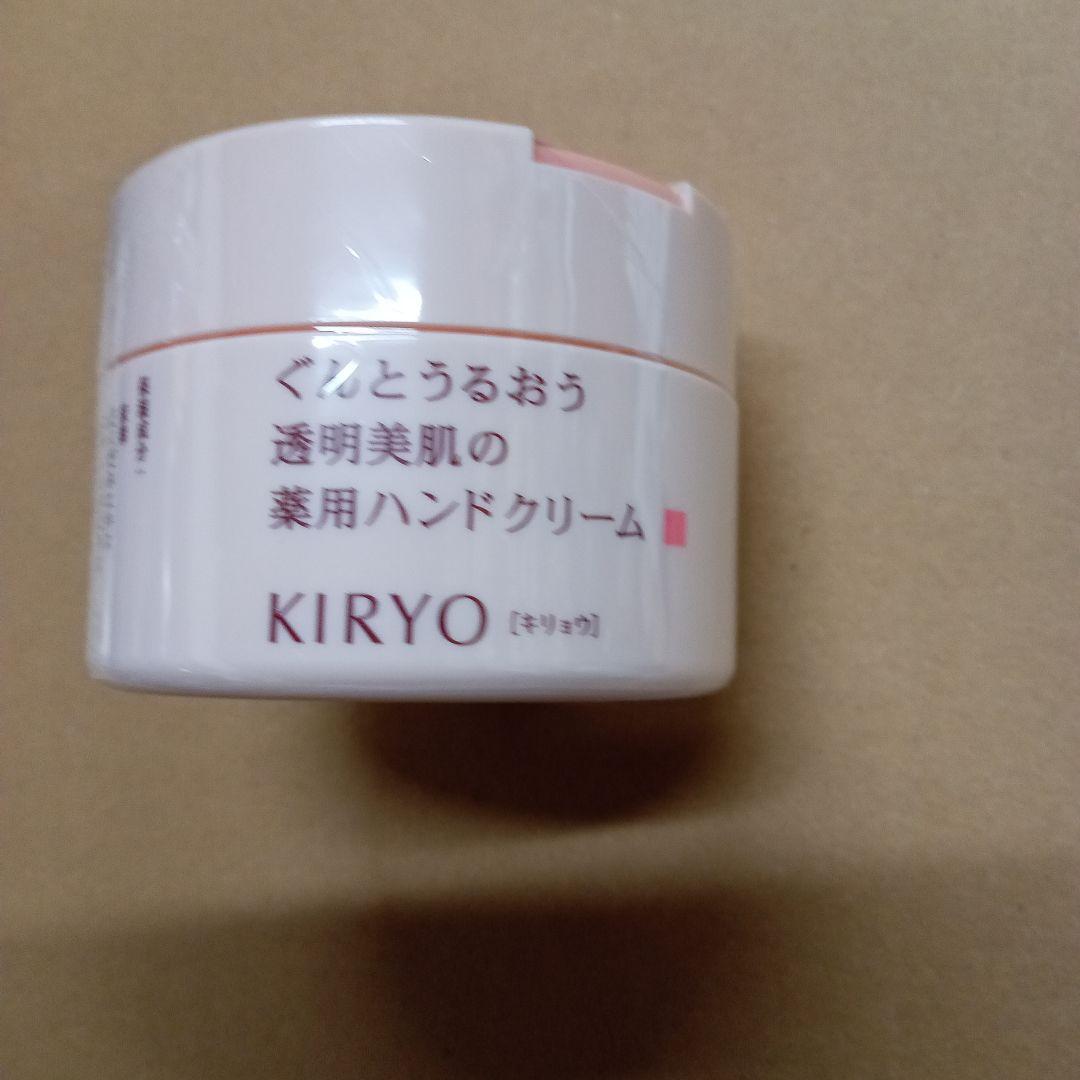 ぐんとうるおう
透明美肌の
薬用ハンドクリーム
KIRYO [キリョウ]